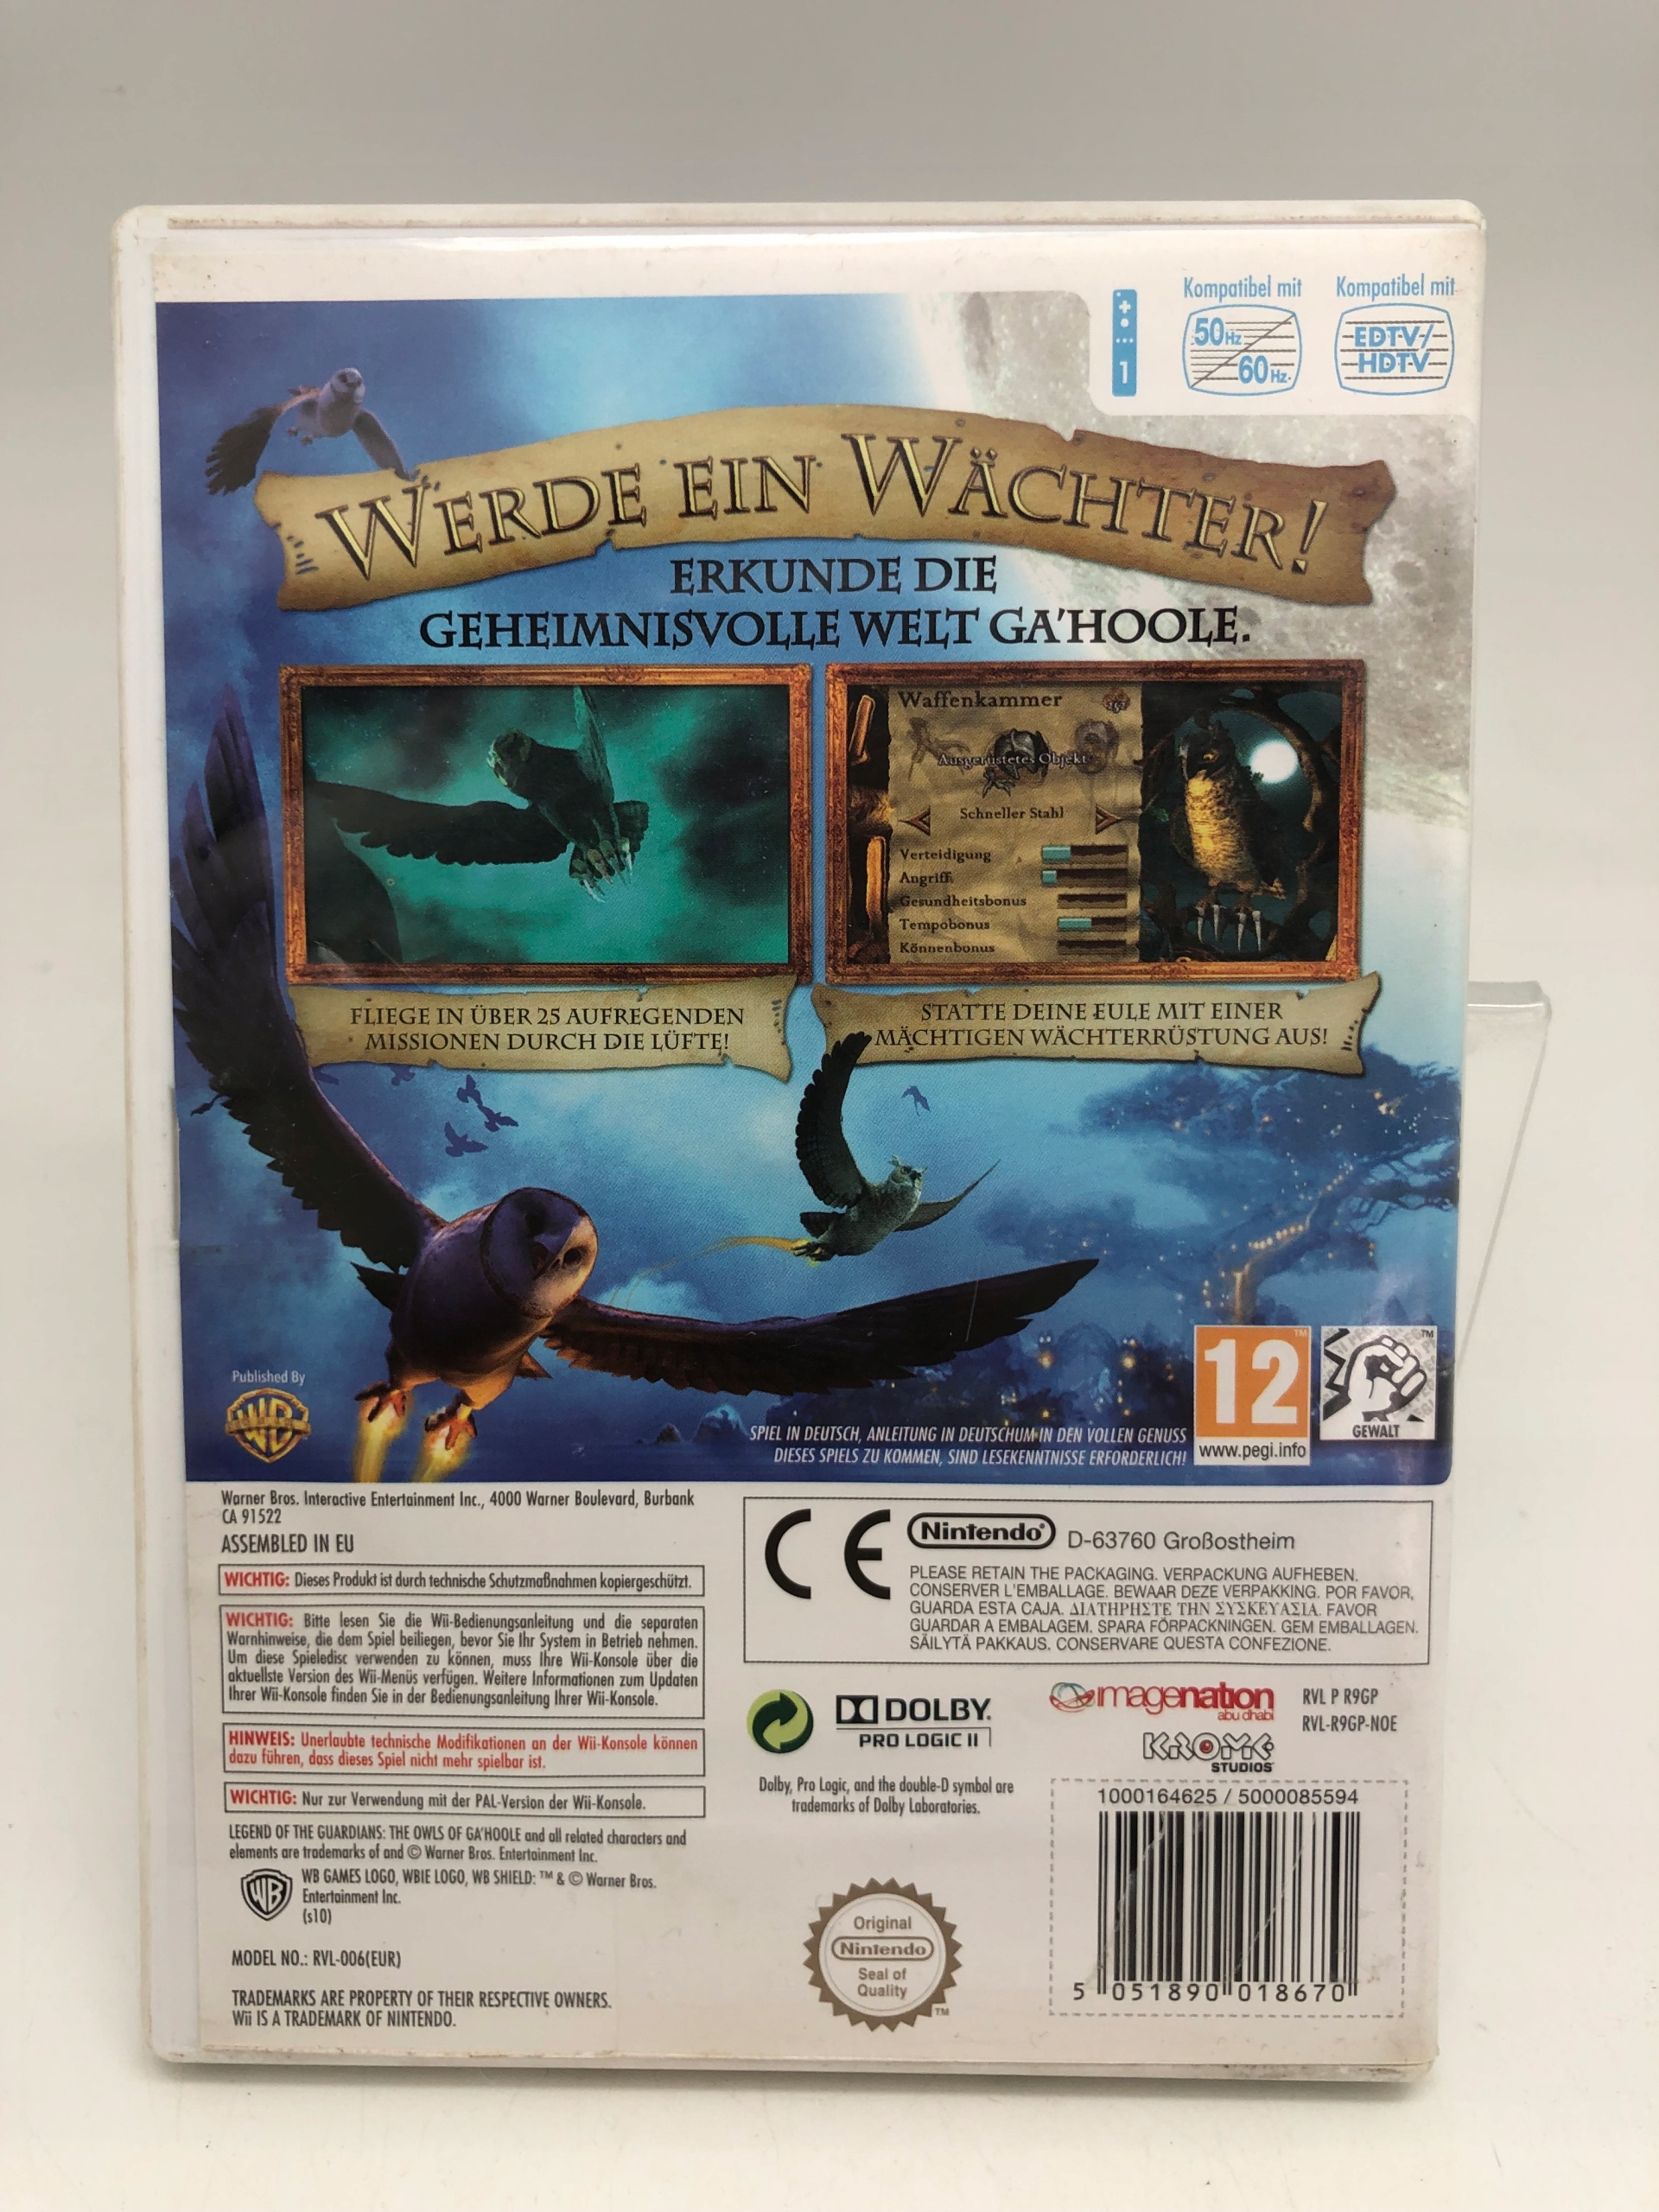 Kompatibel mit
50Hz
60Hz
Kompatibel mit
EDTV/
HDTV
1
WERDE EIN WÄCHTER!
ERKUNDE DIE
GEHEIMNISVOLLE WELT GA'HOOLE.
Waffenkammer
Ausgerüstetes Objekt
Schneller Stahl
Verteidigung
Angriff
Gesundheitsbonus
Tempobonus
Könnenbonus
FLIEGE IN ÜBER 25 AUFREGENDEN
MISSIONEN DURCH DIE LÜFTE!
STATTE DEINE EULE MIT EINER
MÄCHTIGEN WÄCHTERRÜSTUNG AUS!
Published By
WB
SPIEL IN DEUTSCH, ANLEITUNG IN DEUTSCHUM IN DEN VOLLEN GENUSS
DIESES SPIELS ZU KOMMEN, SIND LESEKENNTNISSE ERFORDERLICH!
12™
www.pegi.info
™
GEWALT
Warner Bros. Interactive Entertainment Inc., 4000 Warner Boulevard, Burbank
CA 91522
ASSEMBLED IN EU
WICHTIG: Dieses Produkt ist durch technische Schutzmaßnahmen kopiergeschützt.
WICHTIG: Bitte lesen Sie die Wii-Bedienungsanleitung und die separaten
Warnhinweise, die dem Spiel beiliegen, bevor Sie Ihr System in Betrieb nehmen.
Um diese Spieledisc verwenden zu können, muss Ihre Wii-Konsole über die
aktuellste Version des Wii-Menüs verfügen. Weitere Informationen zum Updaten
Ihrer Wii-Konsole finden Sie in der Bedienungsanleitung Ihrer Wii-Konsole.
HINWEIS: Unerlaubte technische Modifikationen an der Wii-Konsole können
dazu führen, dass dieses Spiel nicht mehr spielbar ist.
WICHTIG: Nur zur Verwendung mit der PAL-Version der Wii-Konsole.
LEGEND OF THE GUARDIANS: THE OWLS OF GA'HOOLE and all related characters and
elements are trademarks of and © Warner Bros. Entertainment Inc.
WB
WB GAMES LOGO, WBIE LOGO, WB SHIELD: ™ & © Warner Bros.
Entertainment Inc.
(s10)
MODEL NO.: RVL-006(EUR)
TRADEMARKS ARE PROPERTY OF THEIR RESPECTIVE OWNERS.
Wii IS A TRADEMARK OF NINTENDO.
CE
Nintendo® D-63760 Großostheim
PLEASE RETAIN THE PACKAGING. VERPACKUNG AUFHEBEN.
CONSERVER L'EMBALLAGE. BEWAAR DEZE VERPAKKING. POR FAVOR,
GUARDA ESTA CAJA. ΔΙΑΤΗΡΗΣΤΕ ΤΗΝ ΣΥΣΚΕΥΑΣΙΑ. FAVOR
GUARDAR A EMBALAGEM. SPARA FÖRPACKNINGEN. GEM EMBALLAGEN.
SÄILYTÄ PAKKAUS. CONSERVARE QUESTA CONFEZIONE.
DOLBY.
PRO LOGIC II
Dolby, Pro Logic, and the double-D symbol are
trademarks of Dolby Laboratories.
imagenation
abu dhabi
KROME
STUDIOS
RVL P R9GP
RVL-R9GP-NOE
1000164625 / 5000085594
5 051890 018670
Original
Nintendo
Seal of
Quality
™